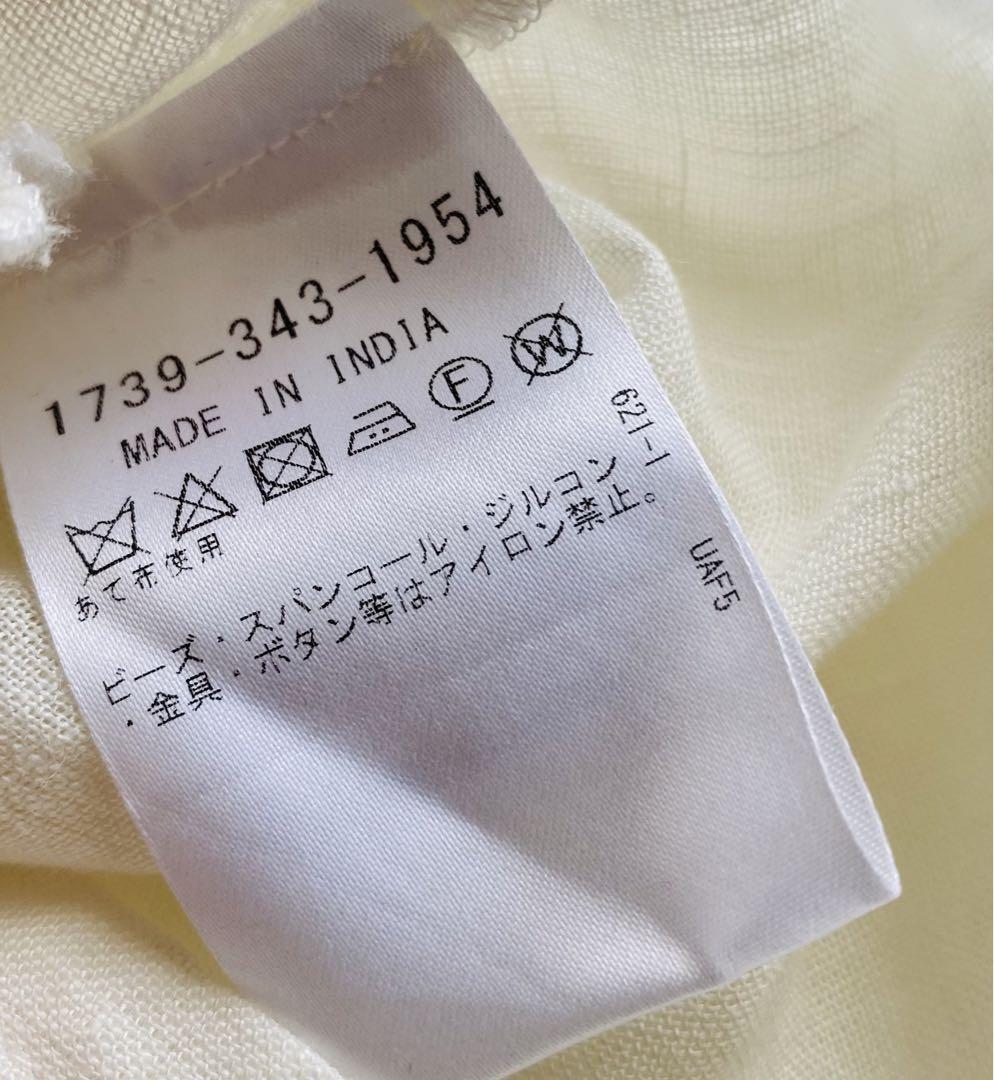 1739-343-1954
MADE IN INDIA
F
W
あて布使用
ビーズ・スパンコール・ジルコン
・金具・ボタン等はアイロン禁止。
621-1
UAF5